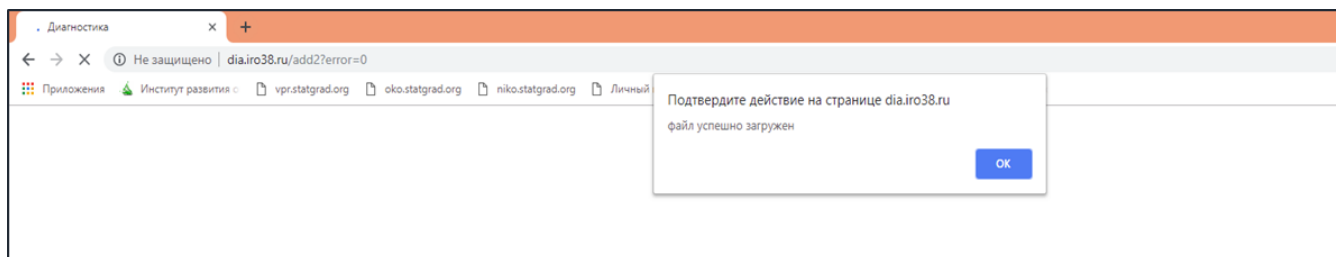 Диагностика
Не защищено dia.iro38.ru/add2?error=0
Приложения Институт развития о vpr.statgrad.org oko.statgrad.org niko.statgrad.org Личный
Подтвердите действие на странице dia.iro38.ru
файл успешно загружен
ОК